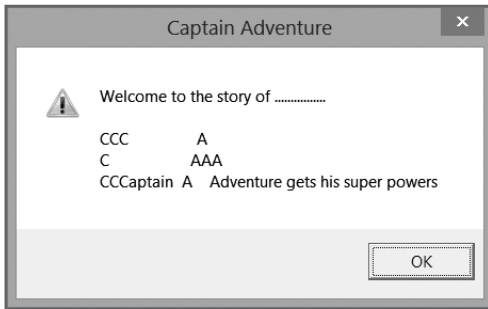 Captain Adventure
Welcome to the story of ................
CCC A
C AAA
CCCaptain A Adventure gets his super powers
OK